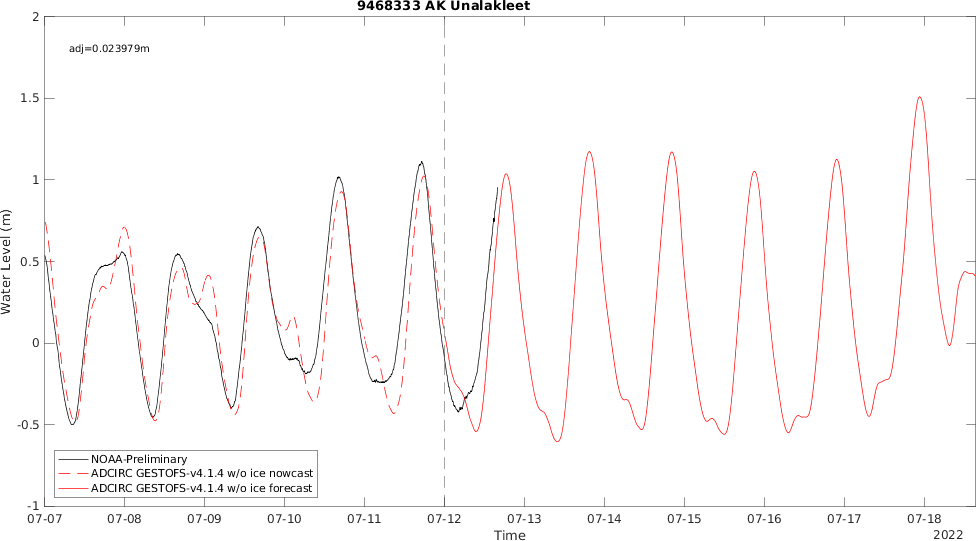 9468333 AK Unalakleet
2
adj=0.023979m
1.5
1
0.5
0
-0.5
-1
Water Level (m)
NOAA-Preliminary
ADCIRC GESTOFS-v4.1.4 w/o ice nowcast
ADCIRC GESTOFS-v4.1.4 w/o ice forecast
07-07 07-08 07-09 07-10 07-11 07-12 07-13 07-14 07-15 07-16 07-17 07-18
Time
2022